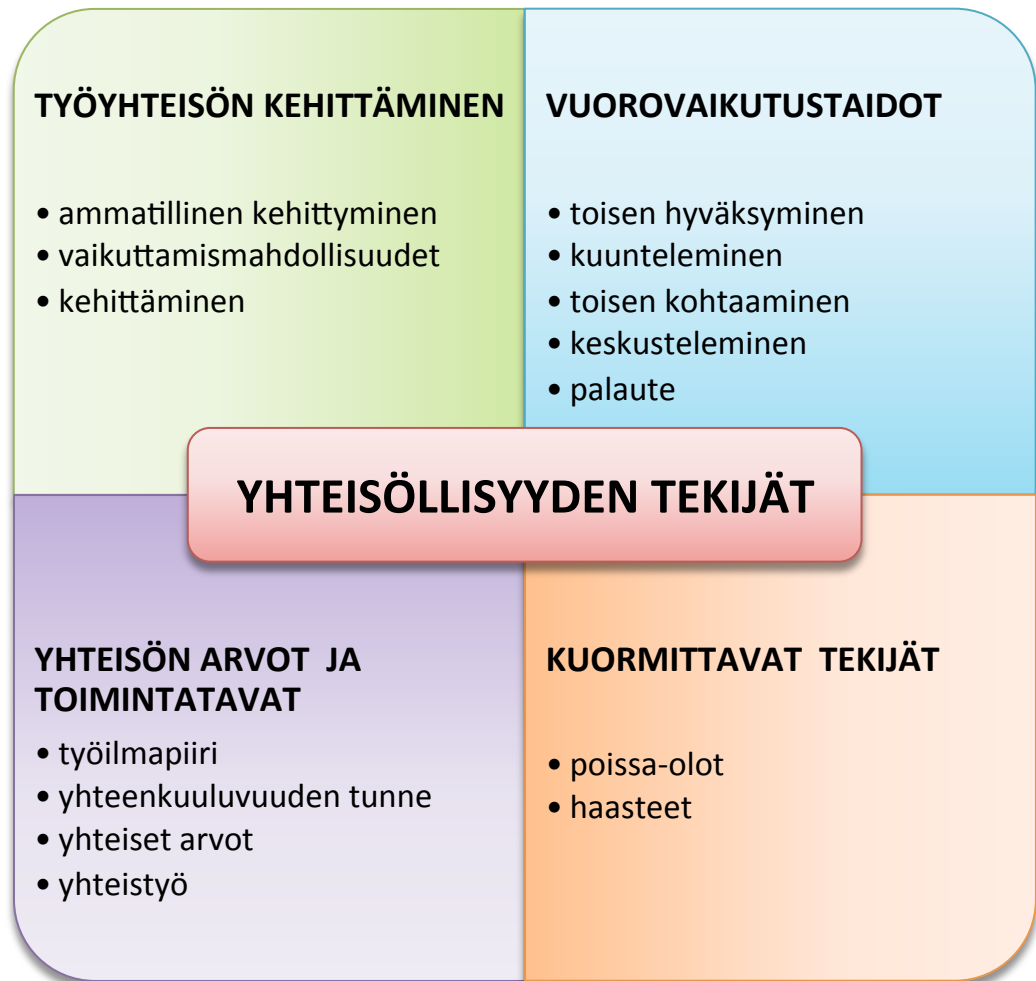 TYÖYHTEISÖN KEHITTÄMINEN
• ammatillinen kehittyminen
• vaikuttamismahdollisuudet
• kehittäminen
VUOROVAIKUTUSTAIDOT
• toisen hyväksyminen
• kuunteleminen
• toisen kohtaaminen
• keskusteleminen
• palaute
YHTEISÖLLISYYDEN TEKIJÄT
YHTEISÖN ARVOT JA
TOIMINTATAVAT
• työilmapiiri
• yhteenkuuluvuuden tunne
• yhteiset arvot
• yhteistyö
KUORMITTAVAT TEKIJÄT
• poissa-olot
• haasteet